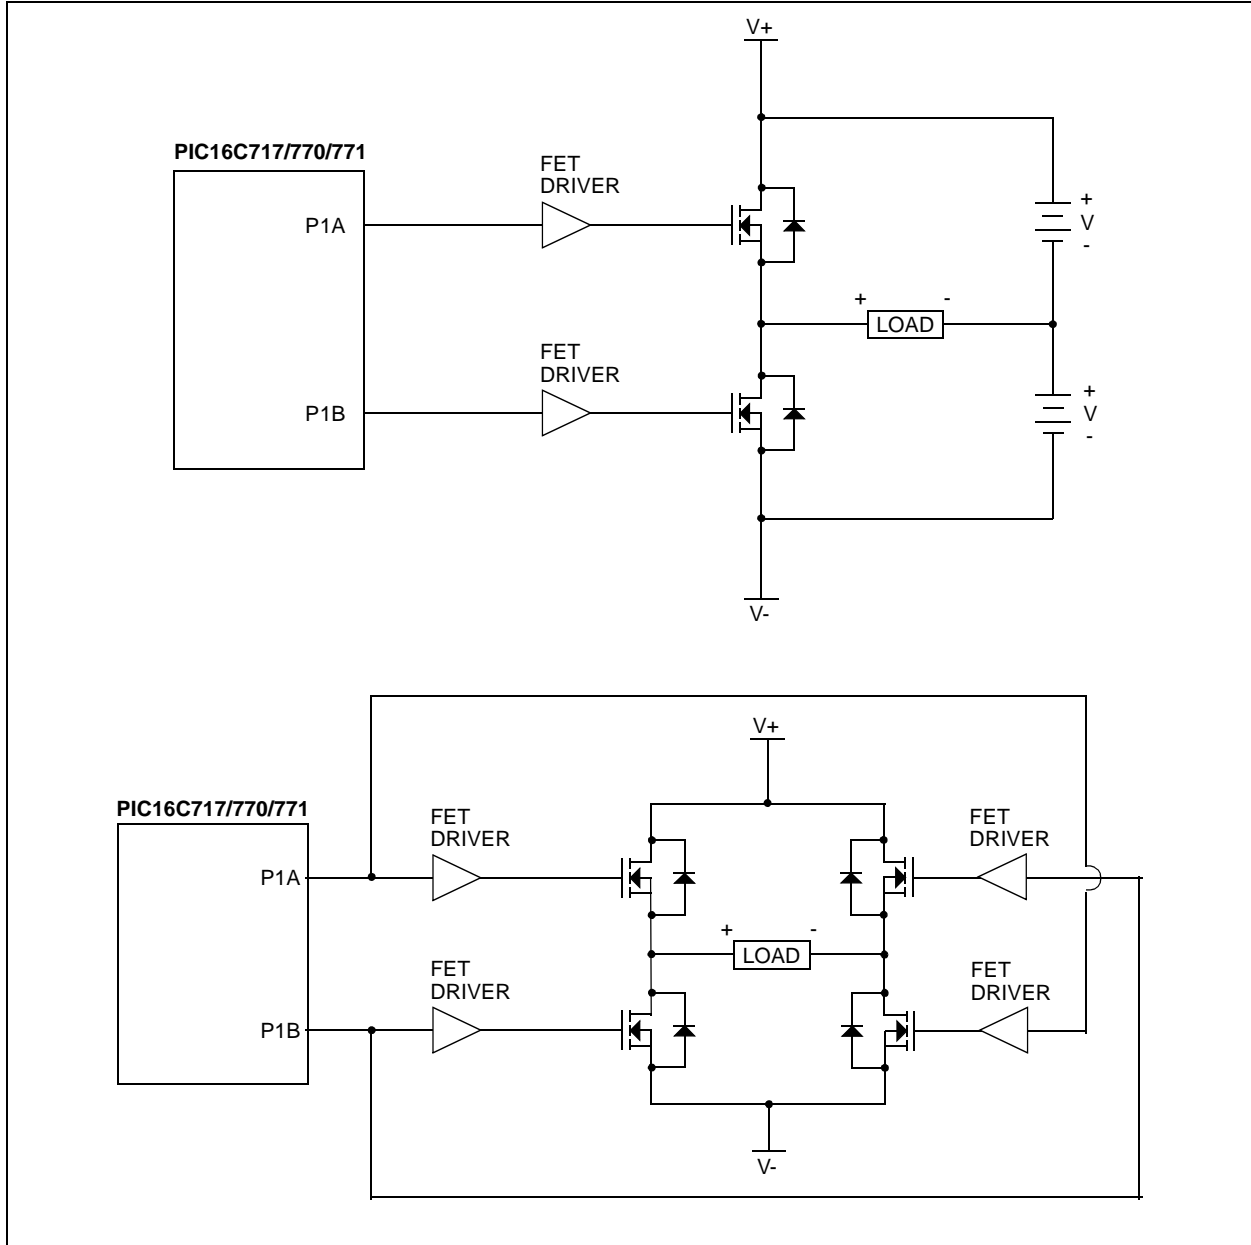 V+
PIC16C717/770/771
FET
DRIVER
P1A
+
V
-
+ -
LOAD
FET
DRIVER
P1B
+
V
-
V-
V+
PIC16C717/770/771
FET
DRIVER
FET
DRIVER
P1A
+ -
LOAD
FET
DRIVER
FET
DRIVER
P1B
V-